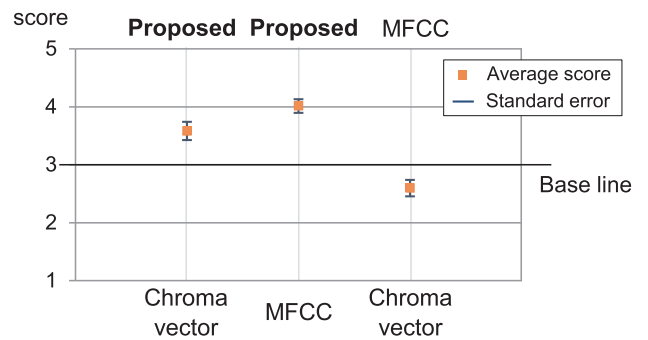 score
Proposed Proposed MFCC
5
Average score
Standard error
4
3
Base line
2
1
Chroma vector
MFCC
Chroma vector